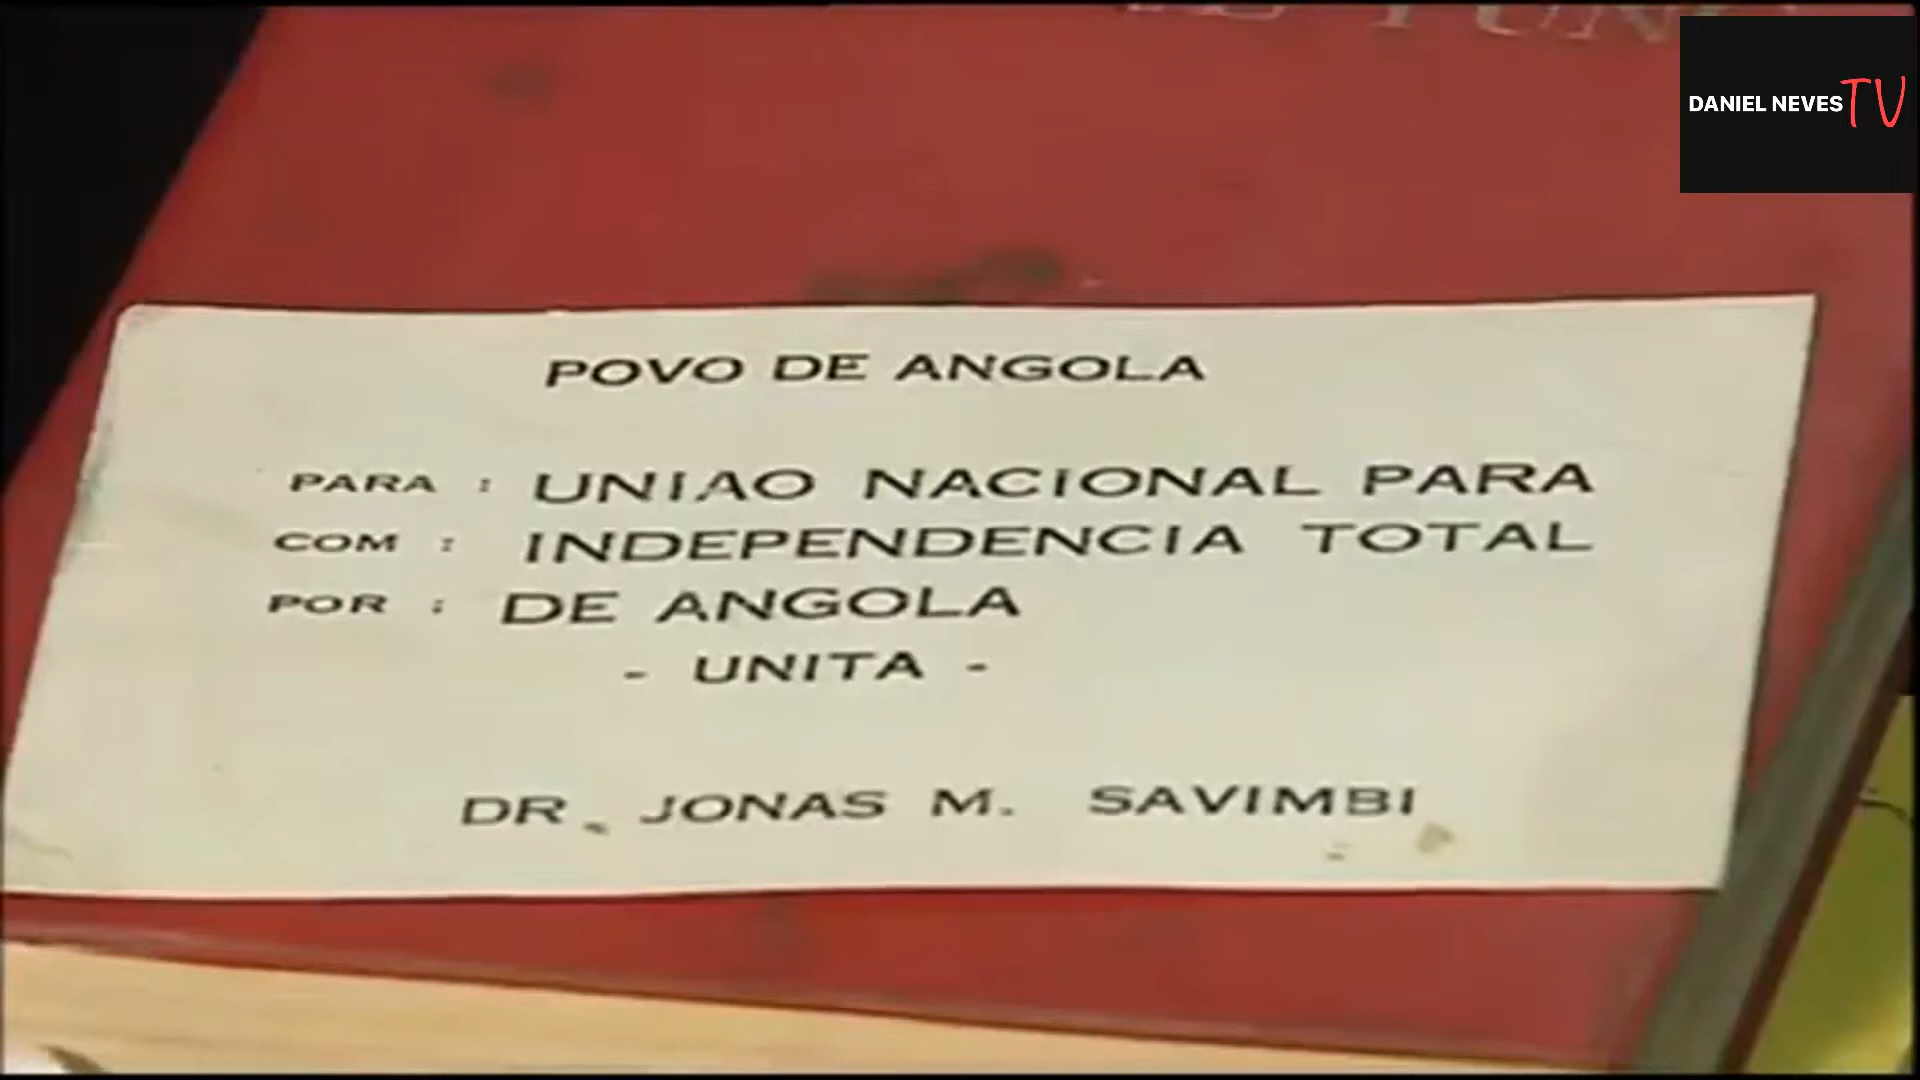 DANIEL NEVES TV
POVO DE ANGOLA
PARA : UNIAO NACIONAL PARA
COM : INDEPENDENCIA TOTAL
POR : DE ANGOLA
- UNITA -
DR. JONAS M. SAVIMBI